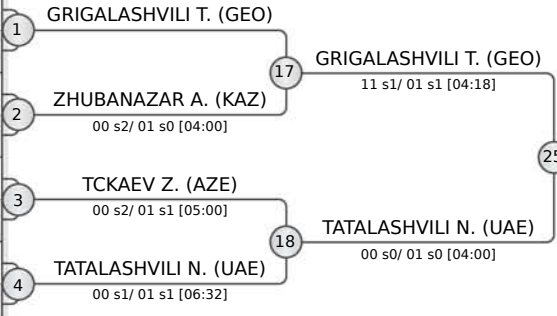 GRIGALASHVILI T. (GEO)
1
17
GRIGALASHVILI T. (GEO)
11 s1/ 01 s1 [04:18]
ZHUBANAZAR A. (KAZ)
2
00 s2/ 01 s0 [04:00]
25
TCKAEV Z. (AZE)
3
00 s2/ 01 s1 [05:00]
18
TATALASHVILI N. (UAE)
00 s0/ 01 s0 [04:00]
TATALASHVILI N. (UAE)
4
00 s1/ 01 s1 [06:32]